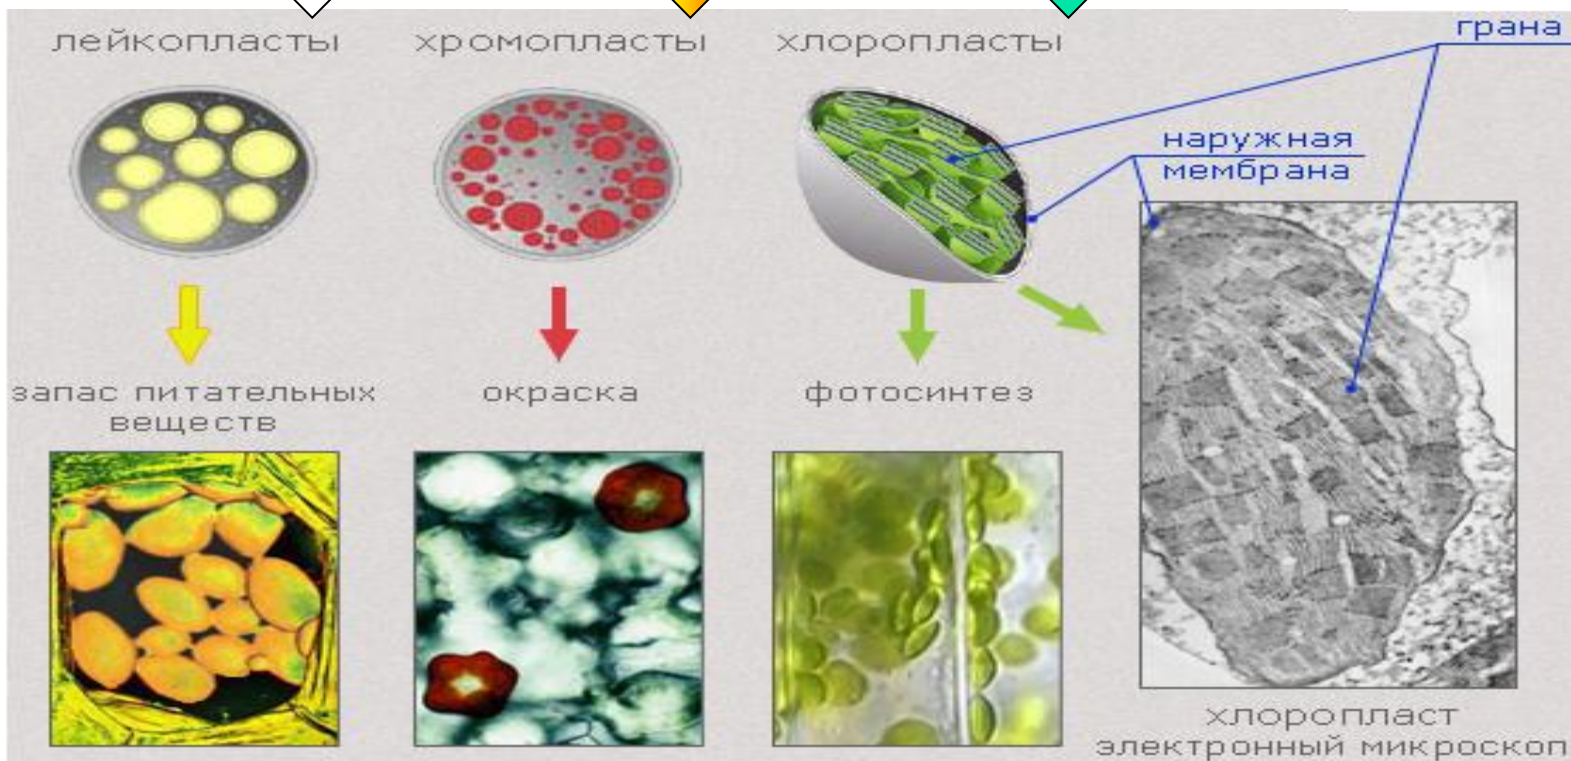 лейкопласты
хромопласты
хлоропласты
грана
наружная
мембрана
запас питательных
веществ
окраска
фотосинтез
хлоропласт
электронный микроскоп